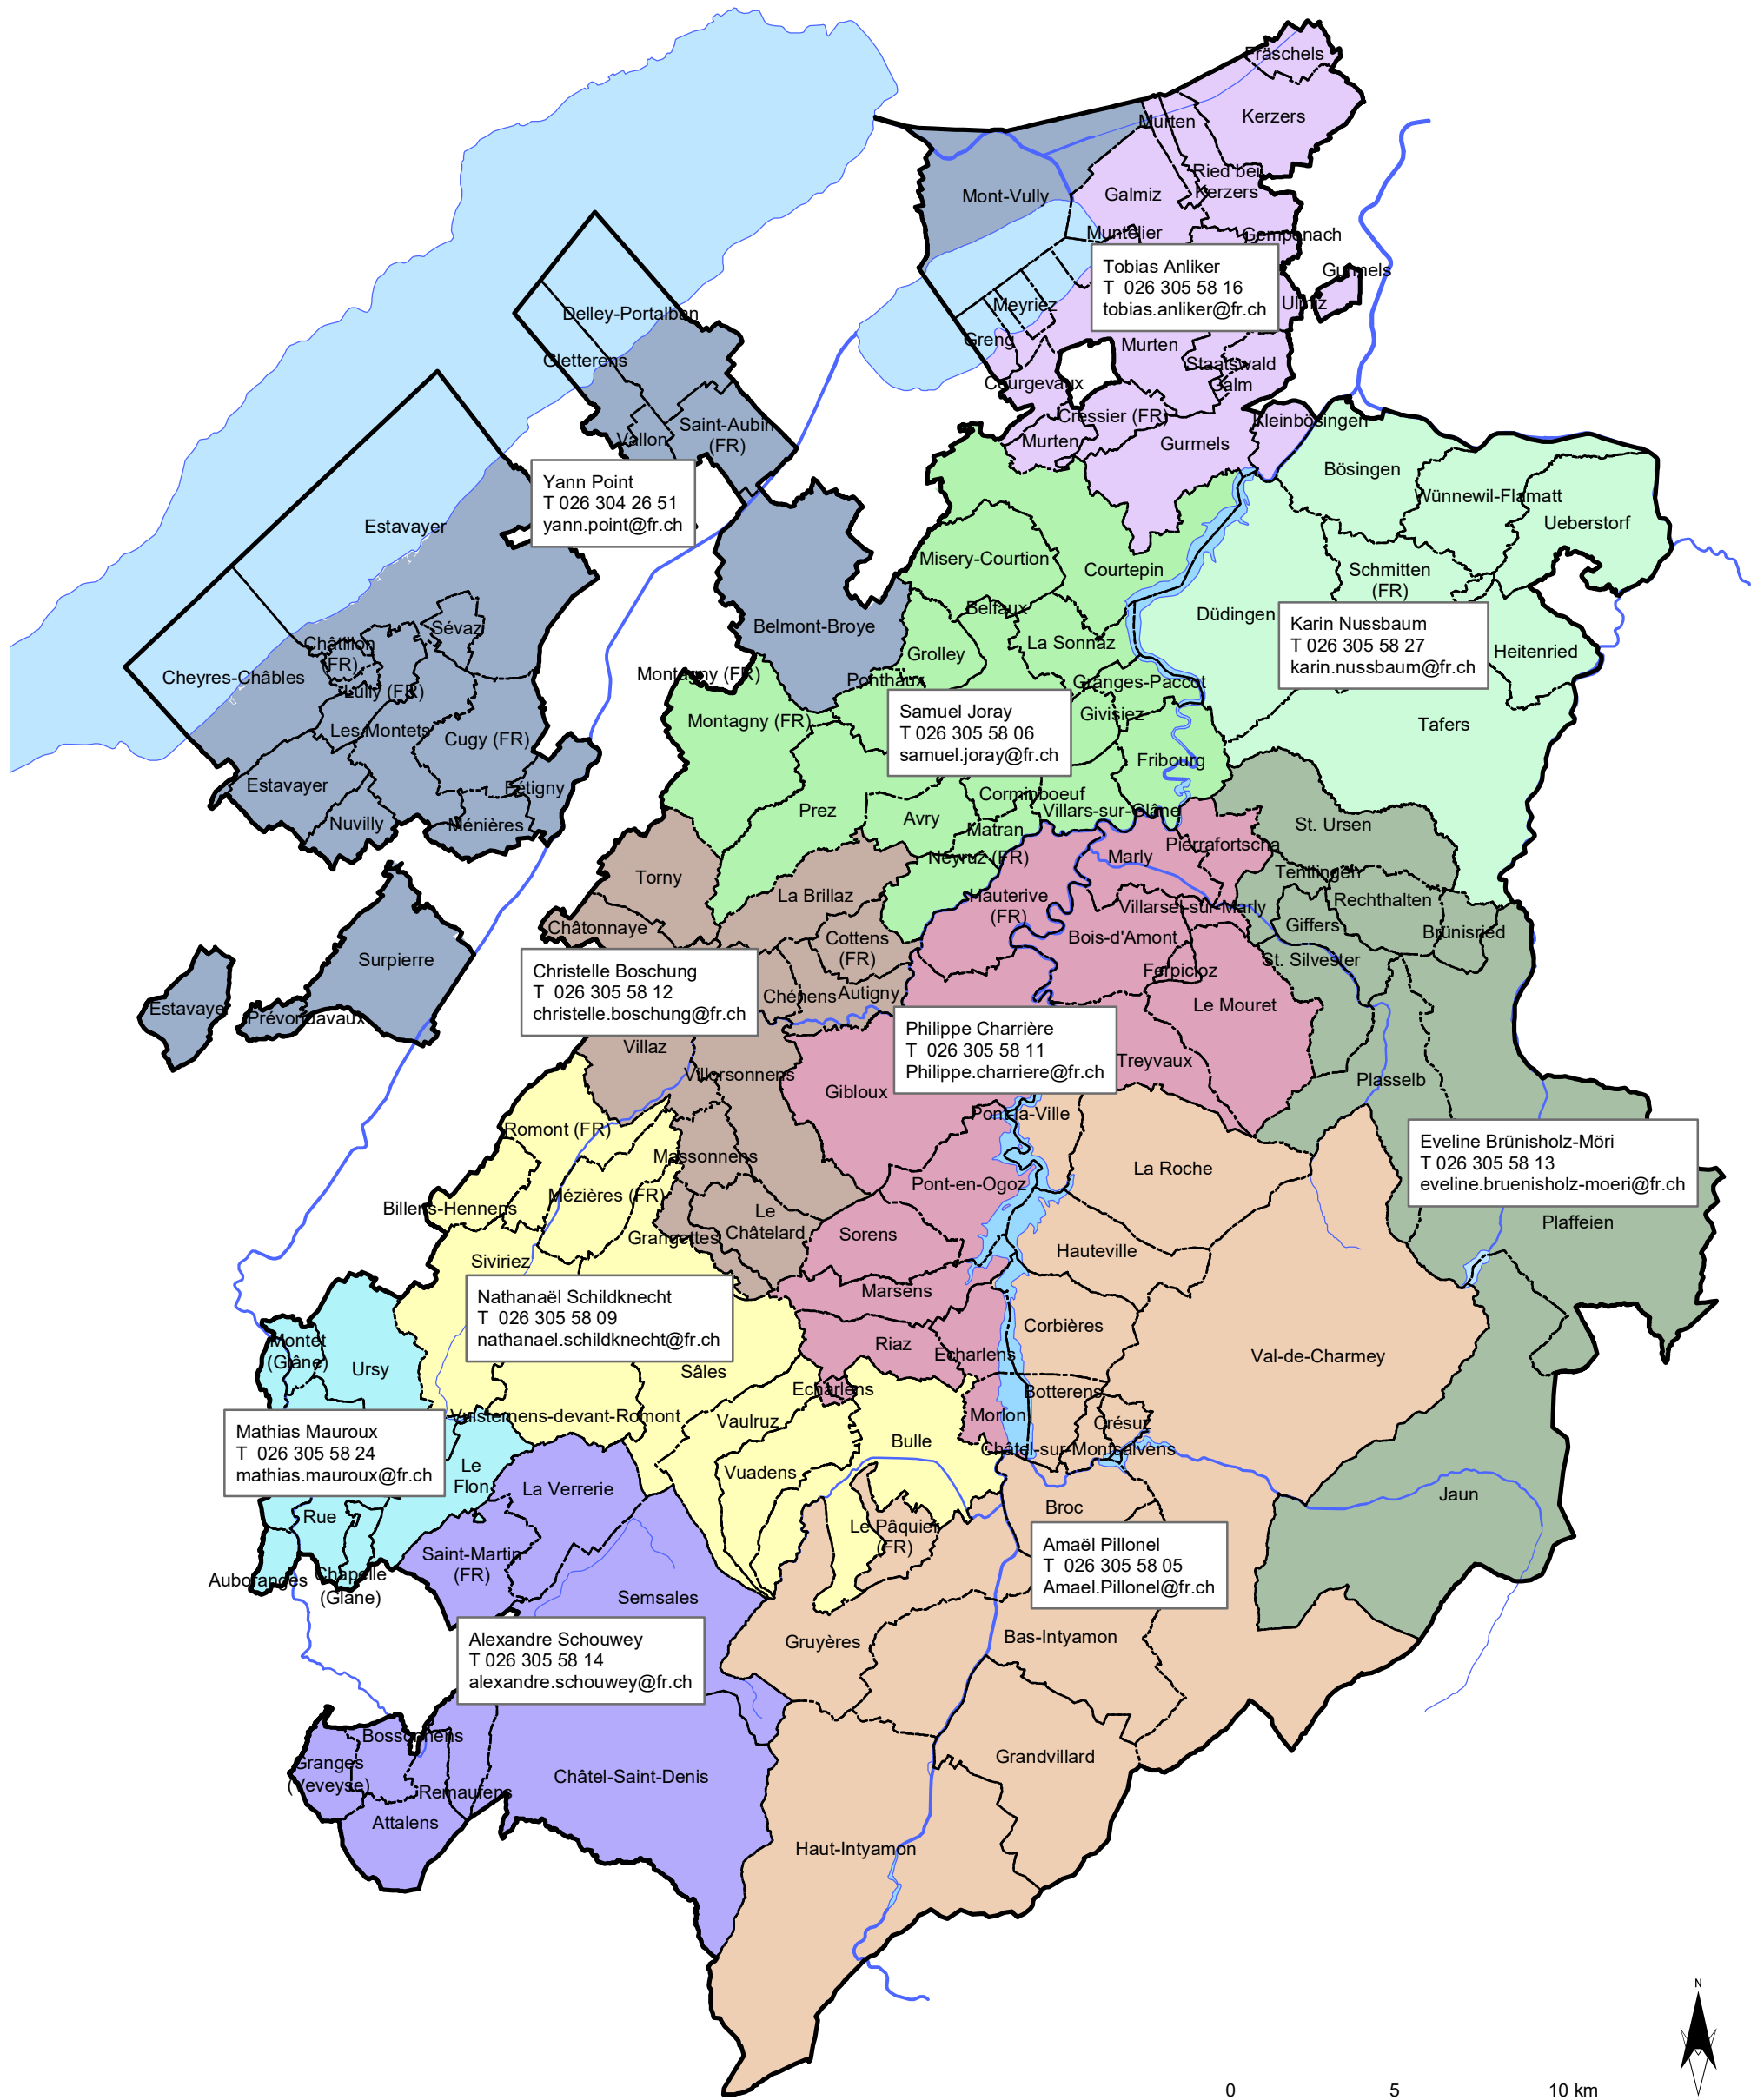 Fräschels
Kerzers
Murten
Ried bei
Kerzers
Mont-Vully
Galmiz
Muntelier
Gempenach
Tobias Anliker
T 026 305 58 16
tobias.anliker@fr.ch
Gurmels
Ulmiz
Meyriez
Greng
Murten
Staatswald
Galm
Courgevaux
Cressier (FR)
Murten
Gurmels
Kleinbösingen
Delley-Portalban
Gletterens
Vallon
Saint-Aubin
(FR)
Yann Point
T 026 304 26 51
yann.point@fr.ch
Estavayer
Bösingen
Wünnewil-Flamatt
Ueberstorf
Schmitten
(FR)
Düdingen
Karin Nussbaum
T 026 305 58 27
karin.nussbaum@fr.ch
Heitenried
Tafers
Misery-Courtion
Courtepin
Belfaux
La Sonnaz
Belmont-Broye
Grolley
Ponthaux
Granges-Paccot
Givisiez
Montagny (FR)
Montagny (FR)
Samuel Joray
T 026 305 58 06
samuel.joray@fr.ch
Fribourg
Sévaz
Châtillon
(FR)
Cheyres-Châbles
Lully (FR)
Les Montets
Cugy (FR)
Estavayer
Fétigny
Nuvilly
Ménières
Prez
Avry
Corminboeuf
Villars-sur-Glâne
Matran
Neyruz (FR)
St. Ursen
Pierrafortscha
Marly
Tentlingen
Rechthalten
Torny
La Brillaz
Hauterive
(FR)
Villarsel-sur-Marly
Giffers
Brünisried
Châtonnaye
Cottens
(FR)
Bois-d'Amont
St. Silvester
Ferpicloz
Surpierre
Christelle Boschung
T 026 305 58 12
christelle.boschung@fr.ch
Chénens
Autigny
Le Mouret
Estavayer
Prévondavaux
Philippe Charrière
T 026 305 58 11
Philippe.charriere@fr.ch
Villaz
Treyvaux
Villorsonnens
Gibloux
Plasselb
Pont-la-Ville
Romont (FR)
Eveline Brünisholz-Möri
T 026 305 58 13
eveline.bruenisholz-moeri@fr.ch
Massonnens
La Roche
Pont-en-Ogoz
Mézières (FR)
Billens-Hennens
Le
Châtelard
Plaffeien
Grangettes
Sorens
Hauteville
Siviriez
Nathanaël Schildknecht
T 026 305 58 09
nathanael.schildknecht@fr.ch
Marsens
Corbières
Montet
(Glâne)
Ursy
Riaz
Echarlens
Val-de-Charmey
Sâles
Echarlens
Botterens
Vuisternens-devant-Romont
Vaulruz
Morlon
Crésuz
Mathias Mauroux
T 026 305 58 24
mathias.mauroux@fr.ch
Bulle
Châtel-sur-Montsalvens
Le
Flon
Vuadens
La Verrerie
Jaun
Broc
Rue
Le Pâquier
(FR)
Amaël Pillonel
T 026 305 58 05
Amael.Pillonel@fr.ch
Saint-Martin
(FR)
Auboranges
Chapelle
(Glâne)
Semsales
Alexandre Schouwey
T 026 305 58 14
alexandre.schouwey@fr.ch
Gruyères
Bas-Intyamon
Bossonnens
Granges
(Veveyse)
Remaufens
Châtel-Saint-Denis
Grandvillard
Attalens
Haut-Intyamon
N
0 5 10 km